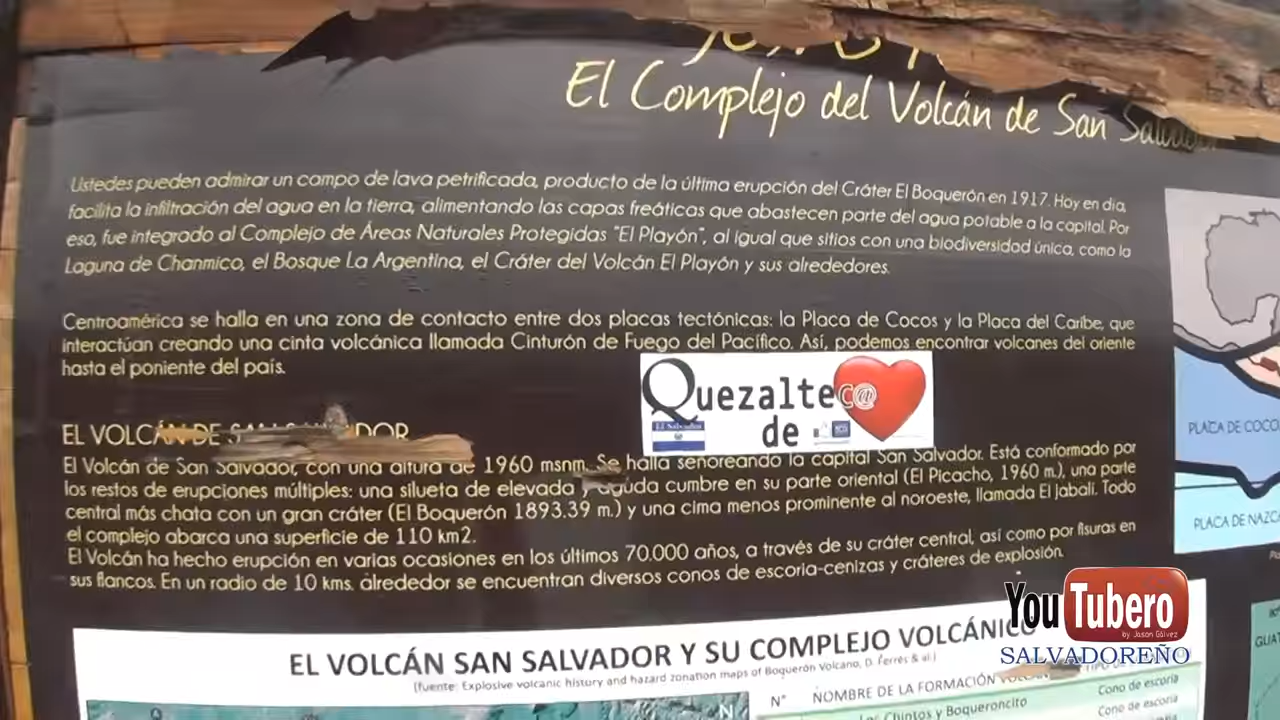 El Complejo del Volcán de San Salvador
Ustedes pueden admirar un campo de lava petrificada, producto de la última erupción del Cráter El Boquerón en 1917. Hoy en día,
facilita la infiltración del agua en la tierra, alimentando las capas freáticas que abastecen parte del agua potable a la capital. Por
eso, fue integrado al Complejo de Áreas Naturales Protegidas "El Playón", al igual que sitios con una biodiversidad única, como la
Laguna de Chanmico, el Bosque La Argentina, el Cráter del Volcán El Playón y sus alrededores.
Centroamérica se halla en una zona de contacto entre dos placas tectónicas: la Placa de Cocos y la Placa del Caribe, que
interactúan creando una cinta volcánica llamada Cinturón de Fuego del Pacífico. Así, podemos encontrar volcanes del oriente
hasta el poniente del país.
Quezaltec@
de
El Salvador
EL VOLCÁN DE
El Volcán de San Salvador, con una altura de 1960 msnm. Se halla señoreando la capital San Salvador. Está conformado por
los restos de erupciones múltiples: una silueta de elevada y aguda cumbre en su parte oriental (El Picacho, 1960 m.), una parte
central más chata con un gran cráter (El Boquerón 1893.39 m.) y una cima menos prominente al noroeste, llamada El Jabalí. Todo
el complejo abarca una superficie de 110 km2.
El Volcán ha hecho erupción en varias ocasiones en los últimos 70.000 años, a través de su cráter central, así como por fisuras en
sus flancos. En un radio de 10 kms. álrededor se encuentran diversos conos de escoria-cenizas y cráteres de explosión.
PLACA DE COCO
PLACA DE NAZCA
EL VOLCÁN SAN SALVADOR Y SU COMPLEJO VOLCÁNICO
(fuente: Explosive volcanic history and hazard zonation maps of Boquerón Volcano, D. Ferrés & al.)
N° NOMBRE DE LA FORMACIÓN
Chintos y Boqueroncito Cono de escoria
Cono de escoria
N
GUAT
You Tubero
by Jason Gálvez
SALVADOREÑO